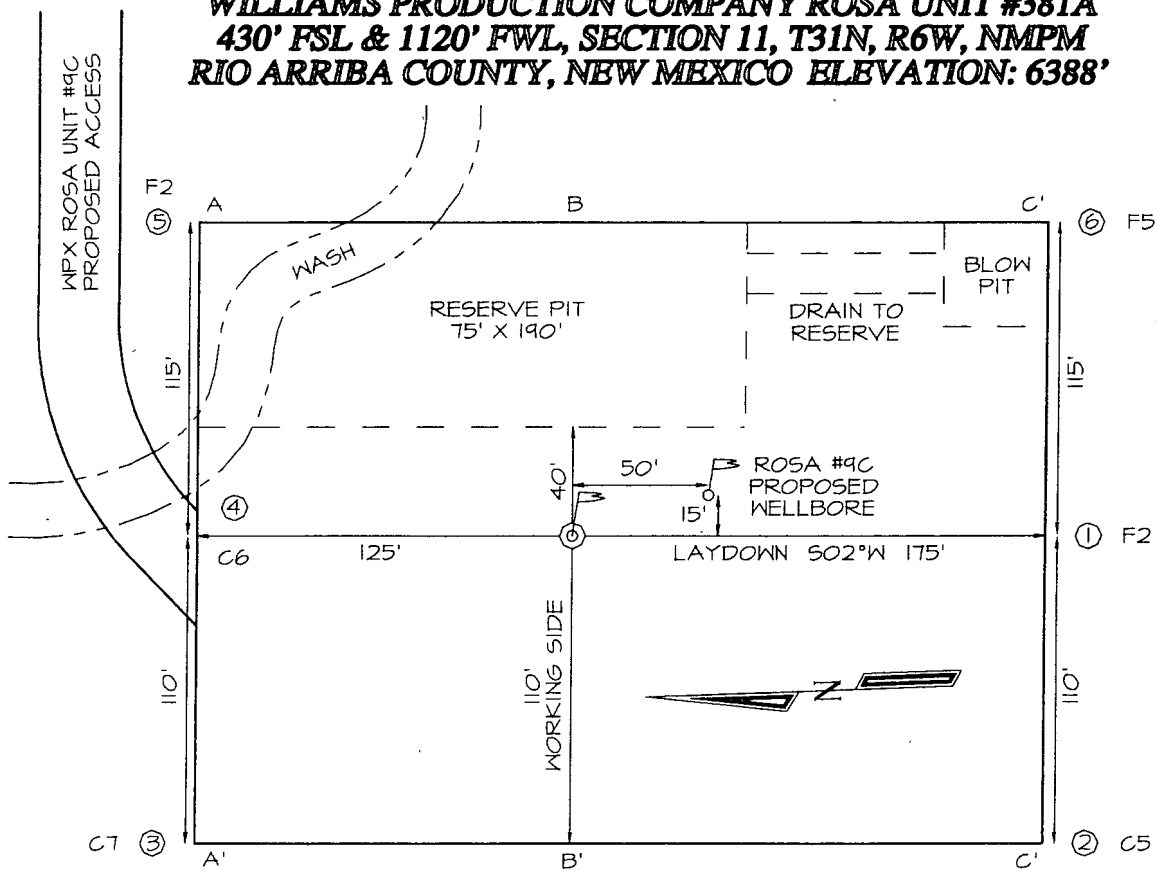 WILLIAMS PRODUCTION COMPANY ROSA UNIT #381A
430' FSL & 1120' FWL, SECTION 11, T31N, R6W, NMPM
RIO ARRIBA COUNTY, NEW MEXICO ELEVATION: 6388'
WPX ROSA UNIT #9C
PROPOSED ACCESS
F2
5
A
B
C'
6 F5
WASH
RESERVE PIT
75' X 190'
DRAIN TO
RESERVE
BLOW
PIT
115'
115'
40'
50'
15'
ROSA #9C
PROPOSED
WELLBORE
4
C6
125'
LAYDOWN S02°W 175'
1 F2
110'
110'
WORKING SIDE
N
110'
C7 3
A'
B'
C'
2 C5